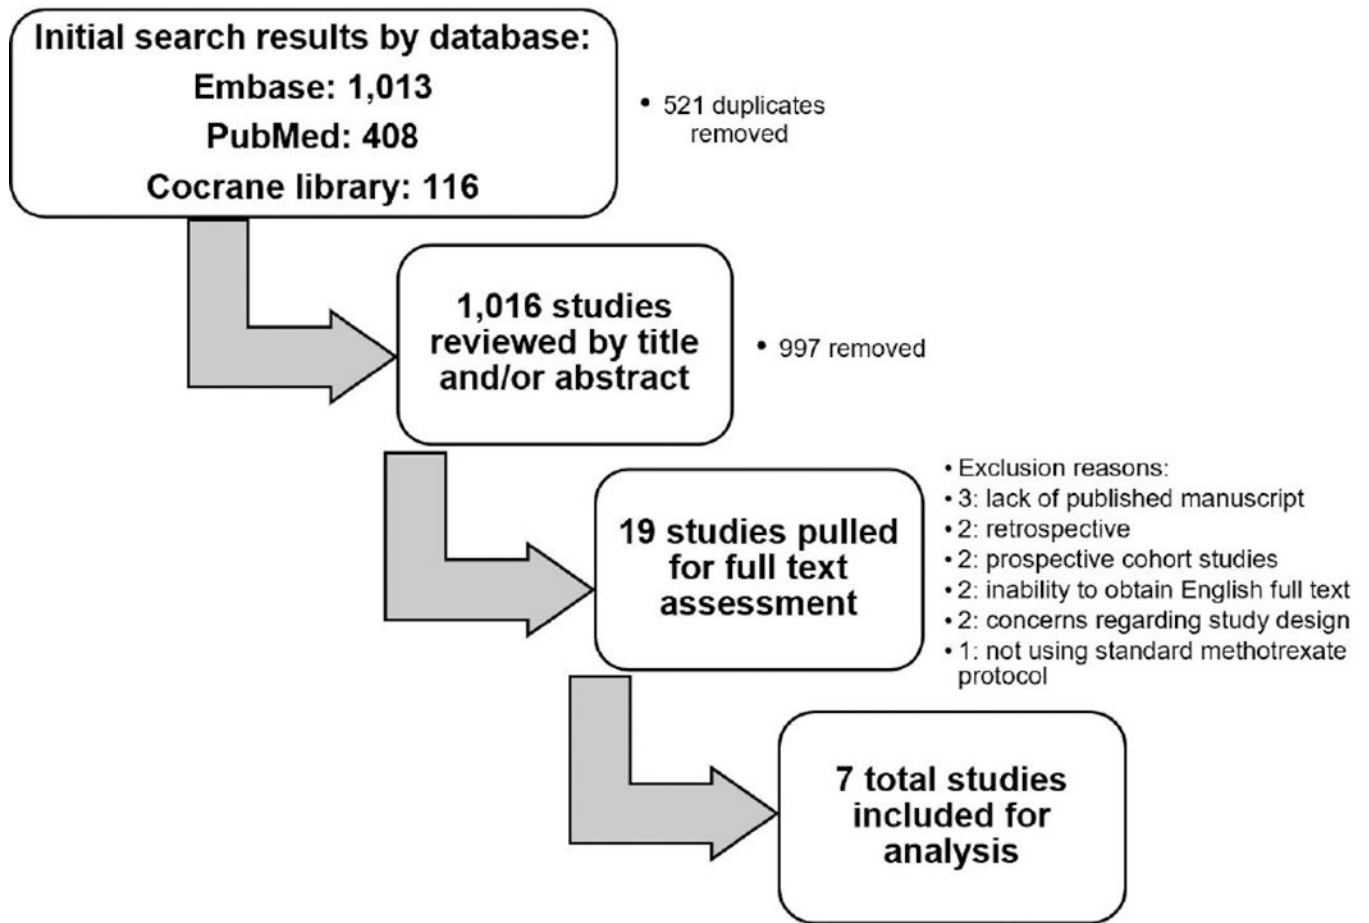 Initial search results by database:
Embase: 1,013
PubMed: 408
Cocrane library: 116
• 521 duplicates
removed
1,016 studies
reviewed by title
and/or abstract
• 997 removed
19 studies pulled
for full text
assessment
• Exclusion reasons:
• 3: lack of published manuscript
• 2: retrospective
• 2: prospective cohort studies
• 2: inability to obtain English full text
• 2: concerns regarding study design
• 1: not using standard methotrexate
protocol
7 total studies
included for
analysis